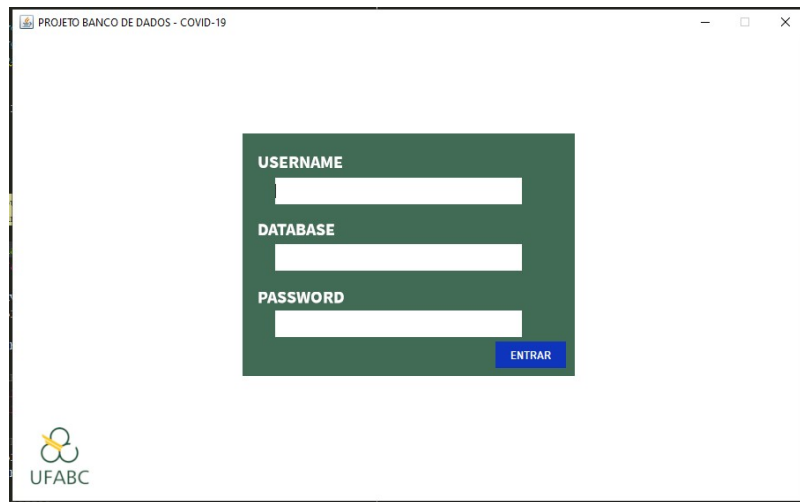 PROJETO BANCO DE DADOS - COVID-19
USERNAME
DATABASE
PASSWORD
ENTRAR
UFABC